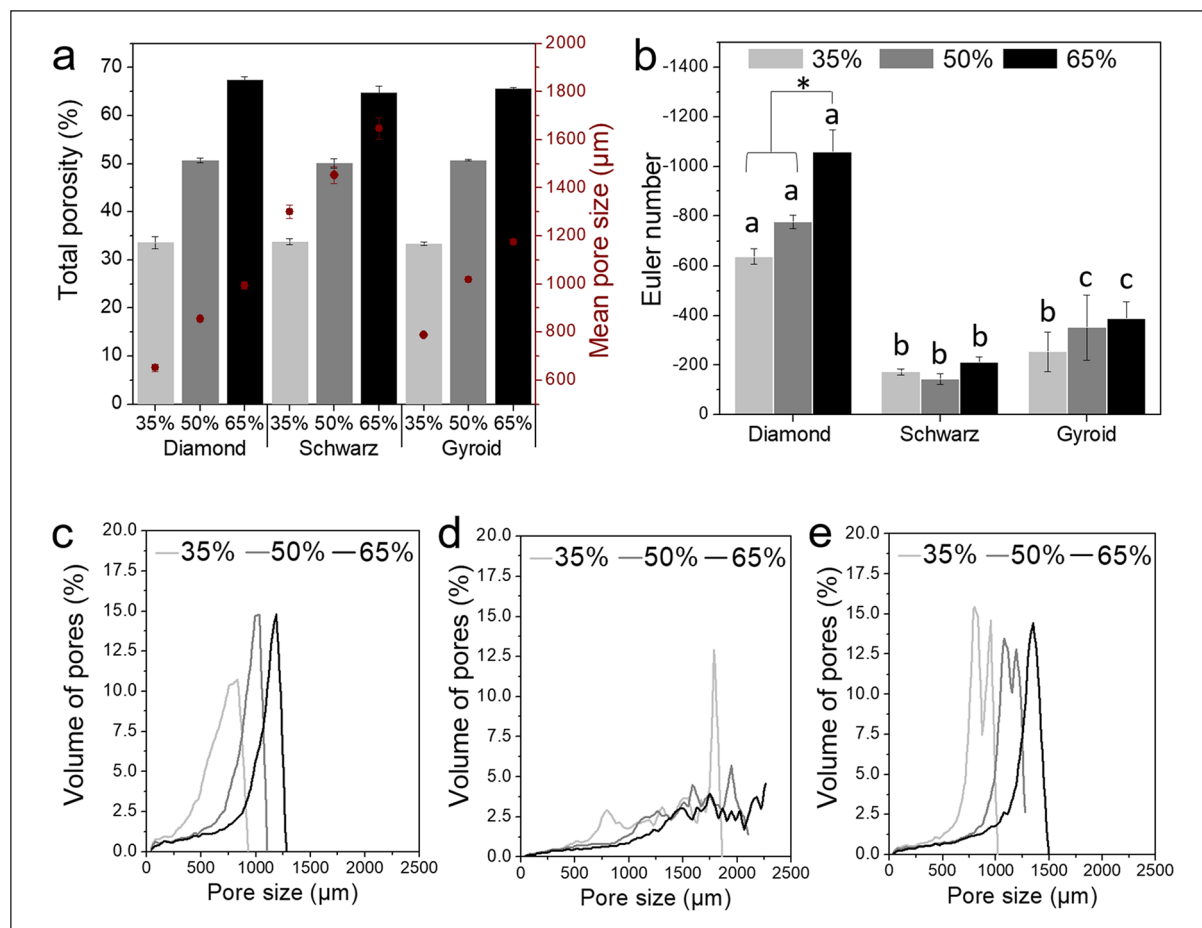 a
Total porosity (%)
70
60
50
40
30
20
10
0
2000
1800
1600
1400
1200
1000
800
600
Mean pore size (µm)
35% 50% 65% 35% 50% 65% 35% 50% 65%
Diamond Schwarz Gyroid
b
35% 50% 65%
Euler number
-1400
-1200
-1000
-800
-600
-400
-200
0
*
a a a
b b b
b c c
Diamond Schwarz Gyroid
c
35% 50% 65%
Volume of pores (%)
20.0
17.5
15.0
12.5
10.0
7.5
5.0
2.5
0.0
0 500 1000 1500 2000 2500
Pore size (µm)
d
35% 50% 65%
Volume of pores (%)
20.0
17.5
15.0
12.5
10.0
7.5
5.0
2.5
0.0
0 500 1000 1500 2000 2500
Pore size (µm)
e
35% 50% 65%
Volume of pores (%)
20.0
17.5
15.0
12.5
10.0
7.5
5.0
2.5
0.0
0 500 1000 1500 2000 2500
Pore size (µm)